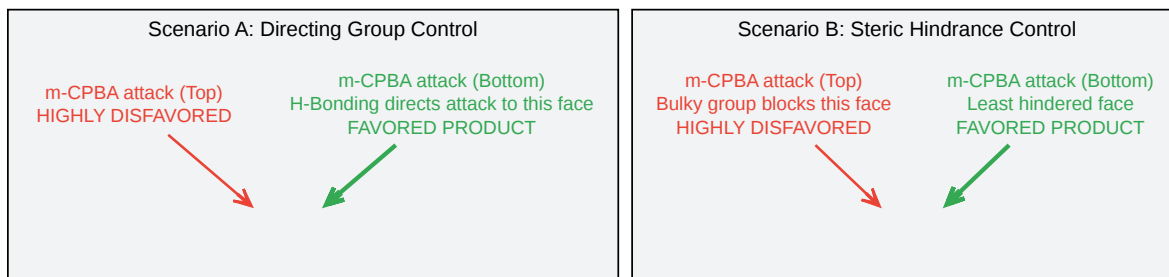 Scenario A: Directing Group Control
m-CPBA attack (Top)
HIGHLY DISFAVORED
m-CPBA attack (Bottom)
H-Bonding directs attack to this face
FAVORED PRODUCT
Scenario B: Steric Hindrance Control
m-CPBA attack (Top)
Bulky group blocks this face
HIGHLY DISFAVORED
m-CPBA attack (Bottom)
Least hindered face
FAVORED PRODUCT